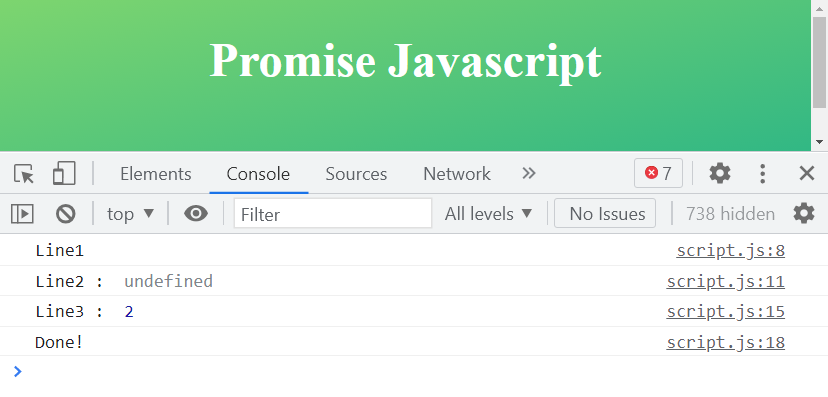 Promise Javascript
Elements Console Sources Network 7
top Filter All levels No Issues 738 hidden
Line1 script.js:8
Line2 : undefined script.js:11
Line3 : 2 script.js:15
Done! script.js:18